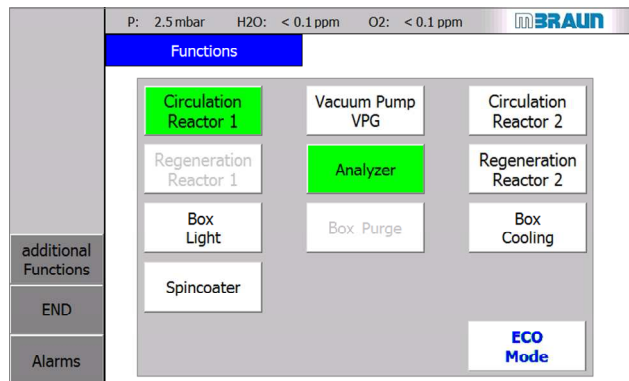 P: 2.5 mbar H2O: < 0.1 ppm O2: < 0.1 ppm mBRAUN
Functions
Circulation Reactor 1
Vacuum Pump VPG
Circulation Reactor 2
Regeneration Reactor 1
Analyzer
Regeneration Reactor 2
Box Light
Box Purge
Box Cooling
Spincoater
ECO Mode
additional Functions
END
Alarms